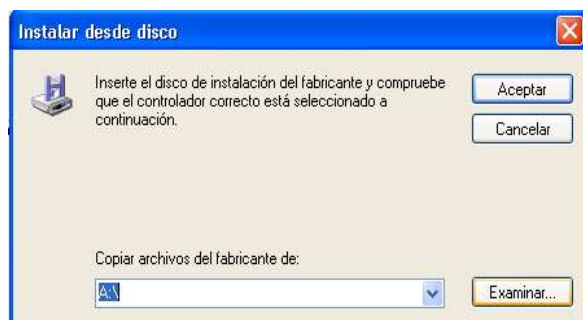 Instalar desde disco
Inserte el disco de instalación del fabricante y compruebe
que el controlador correcto está seleccionado a
continuación.
Aceptar
Cancelar
Copiar archivos del fabricante de:
A:\
Examinar...